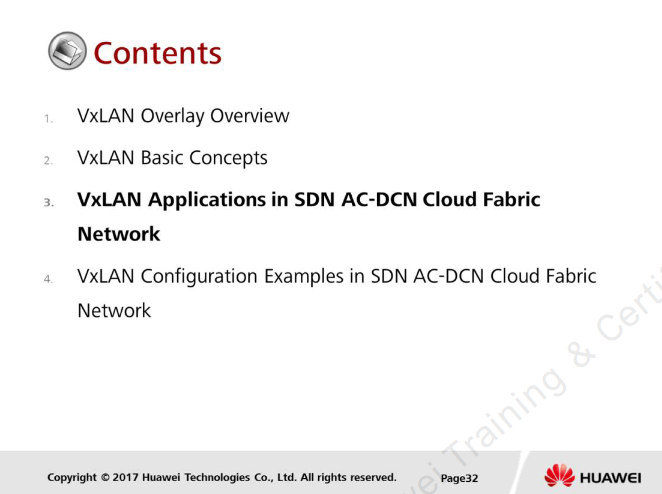 Contents
1. VxLAN Overlay Overview
2. VxLAN Basic Concepts
3. VxLAN Applications in SDN AC-DCN Cloud Fabric
Network
4. VxLAN Configuration Examples in SDN AC-DCN Cloud Fabric
Network
Training & Certi
Copyright © 2017 Huawei Technologies Co., Ltd. All rights reserved.
Page32
HUAWEI